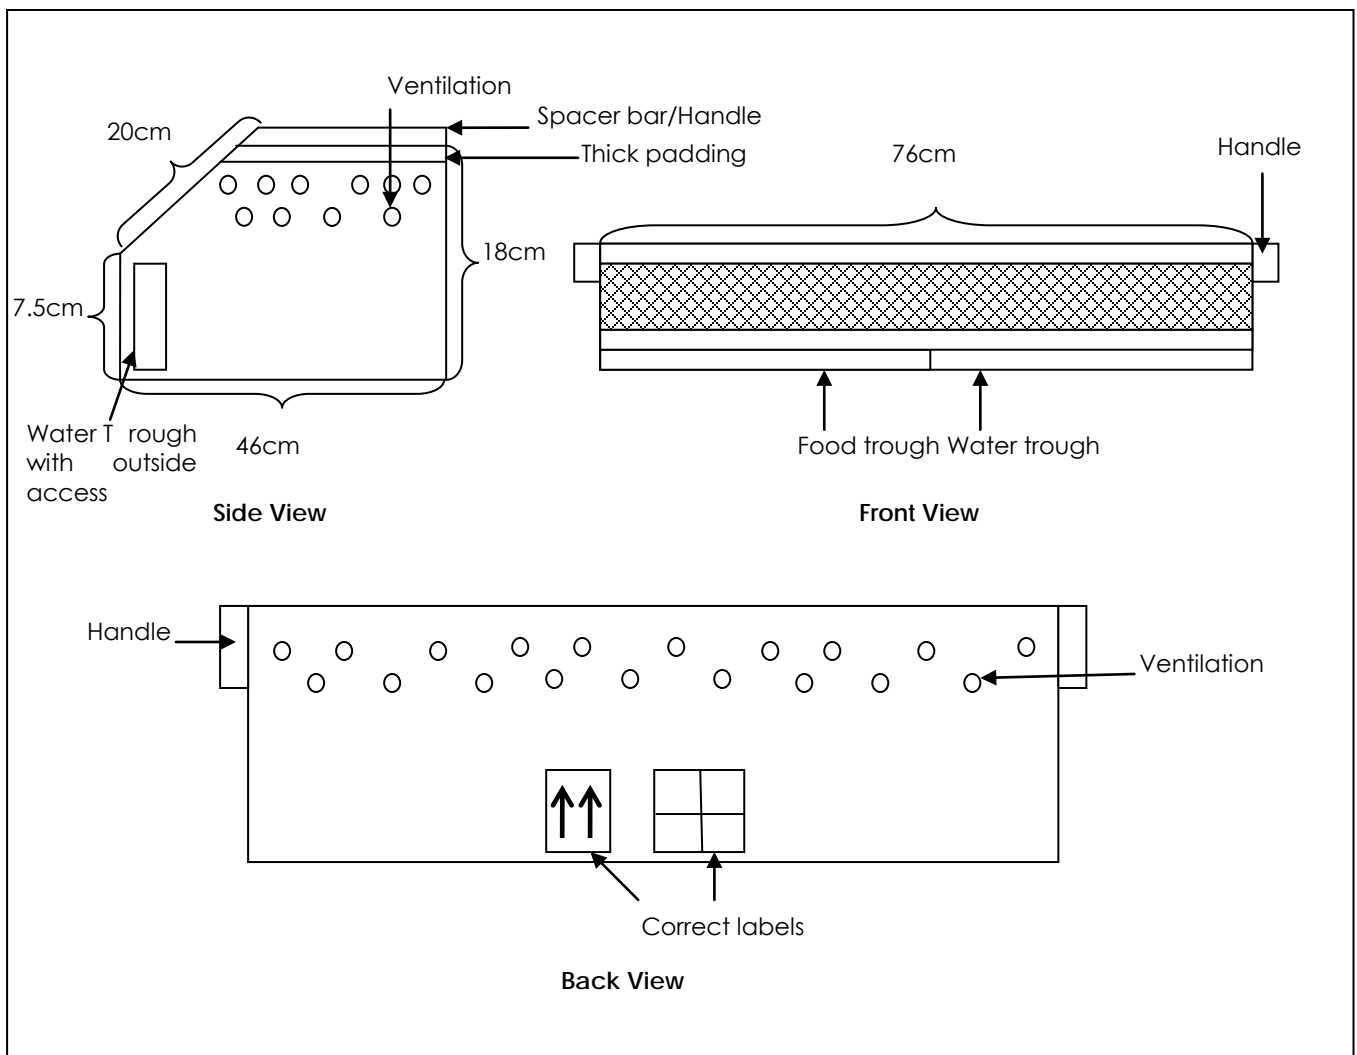 Ventilation
Spacer bar/Handle
20cm
Thick padding
18cm
7.5cm
Water T rough
with outside
access
46cm
Side View
76cm
Handle
Food trough Water trough
Front View
Handle
Ventilation
Correct labels
Back View